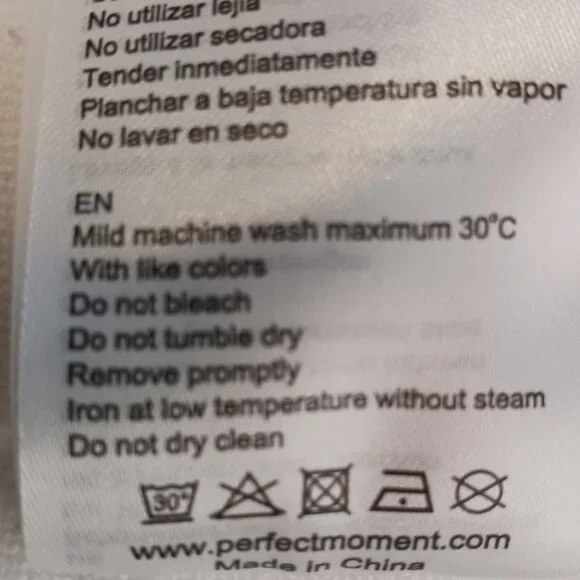 No utilizar lejía
No utilizar secadora
Tender inmediatamente
Planchar a baja temperatura sin vapor
No lavar en seco
EN
Mild machine wash maximum 30°C
With like colors
Do not bleach
Do not tumble dry
Remove promptly
Iron at low temperature without steam
Do not dry clean
30°
www.perfectmoment.com
Made in China